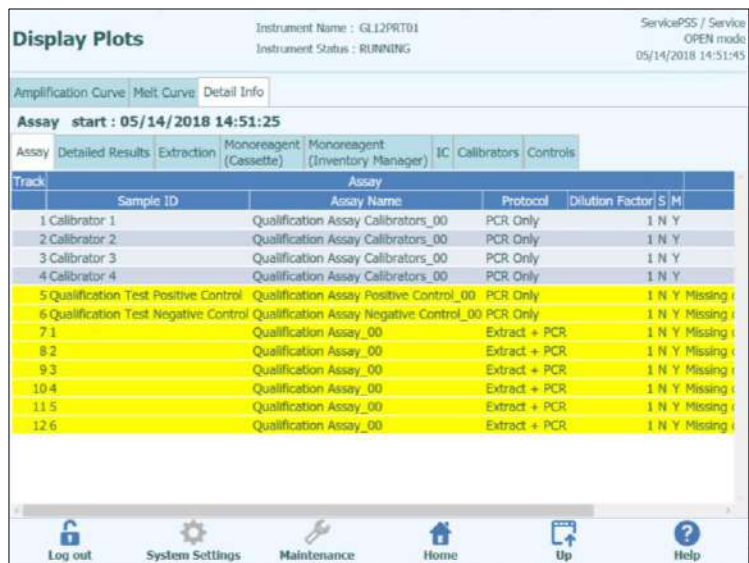 Display Plots
Instrument Name : GL12PRT01
Instrument Status : RUNNING
ServicePSS / Service
OPEN mode
05/14/2018 14:51:45
Amplification Curve Melt Curve Detail Info
Assay start : 05/14/2018 14:51:25
Assay Detailed Results Extraction Monoreagent (Cassette) Monoreagent (Inventory Manager) IC Calibrators Controls
Track Assay
Sample ID Assay Name Protocol Dilution Factor S M
1 Calibrator 1 Qualification Assay Calibrators_00 PCR Only 1 N Y
2 Calibrator 2 Qualification Assay Calibrators_00 PCR Only 1 N Y
3 Calibrator 3 Qualification Assay Calibrators_00 PCR Only 1 N Y
4 Calibrator 4 Qualification Assay Calibrators_00 PCR Only 1 N Y
5 Qualification Test Positive Control Qualification Assay Positive Control_00 PCR Only 1 N Y Missing
6 Qualification Test Negative Control Qualification Assay Negative Control_00 PCR Only 1 N Y Missing
7 1 Qualification Assay_00 Extract + PCR 1 N Y Missing
8 2 Qualification Assay_00 Extract + PCR 1 N Y Missing
9 3 Qualification Assay_00 Extract + PCR 1 N Y Missing
10 4 Qualification Assay_00 Extract + PCR 1 N Y Missing
11 5 Qualification Assay_00 Extract + PCR 1 N Y Missing
12 6 Qualification Assay_00 Extract + PCR 1 N Y Missing
Log out System Settings Maintenance Home Up Help